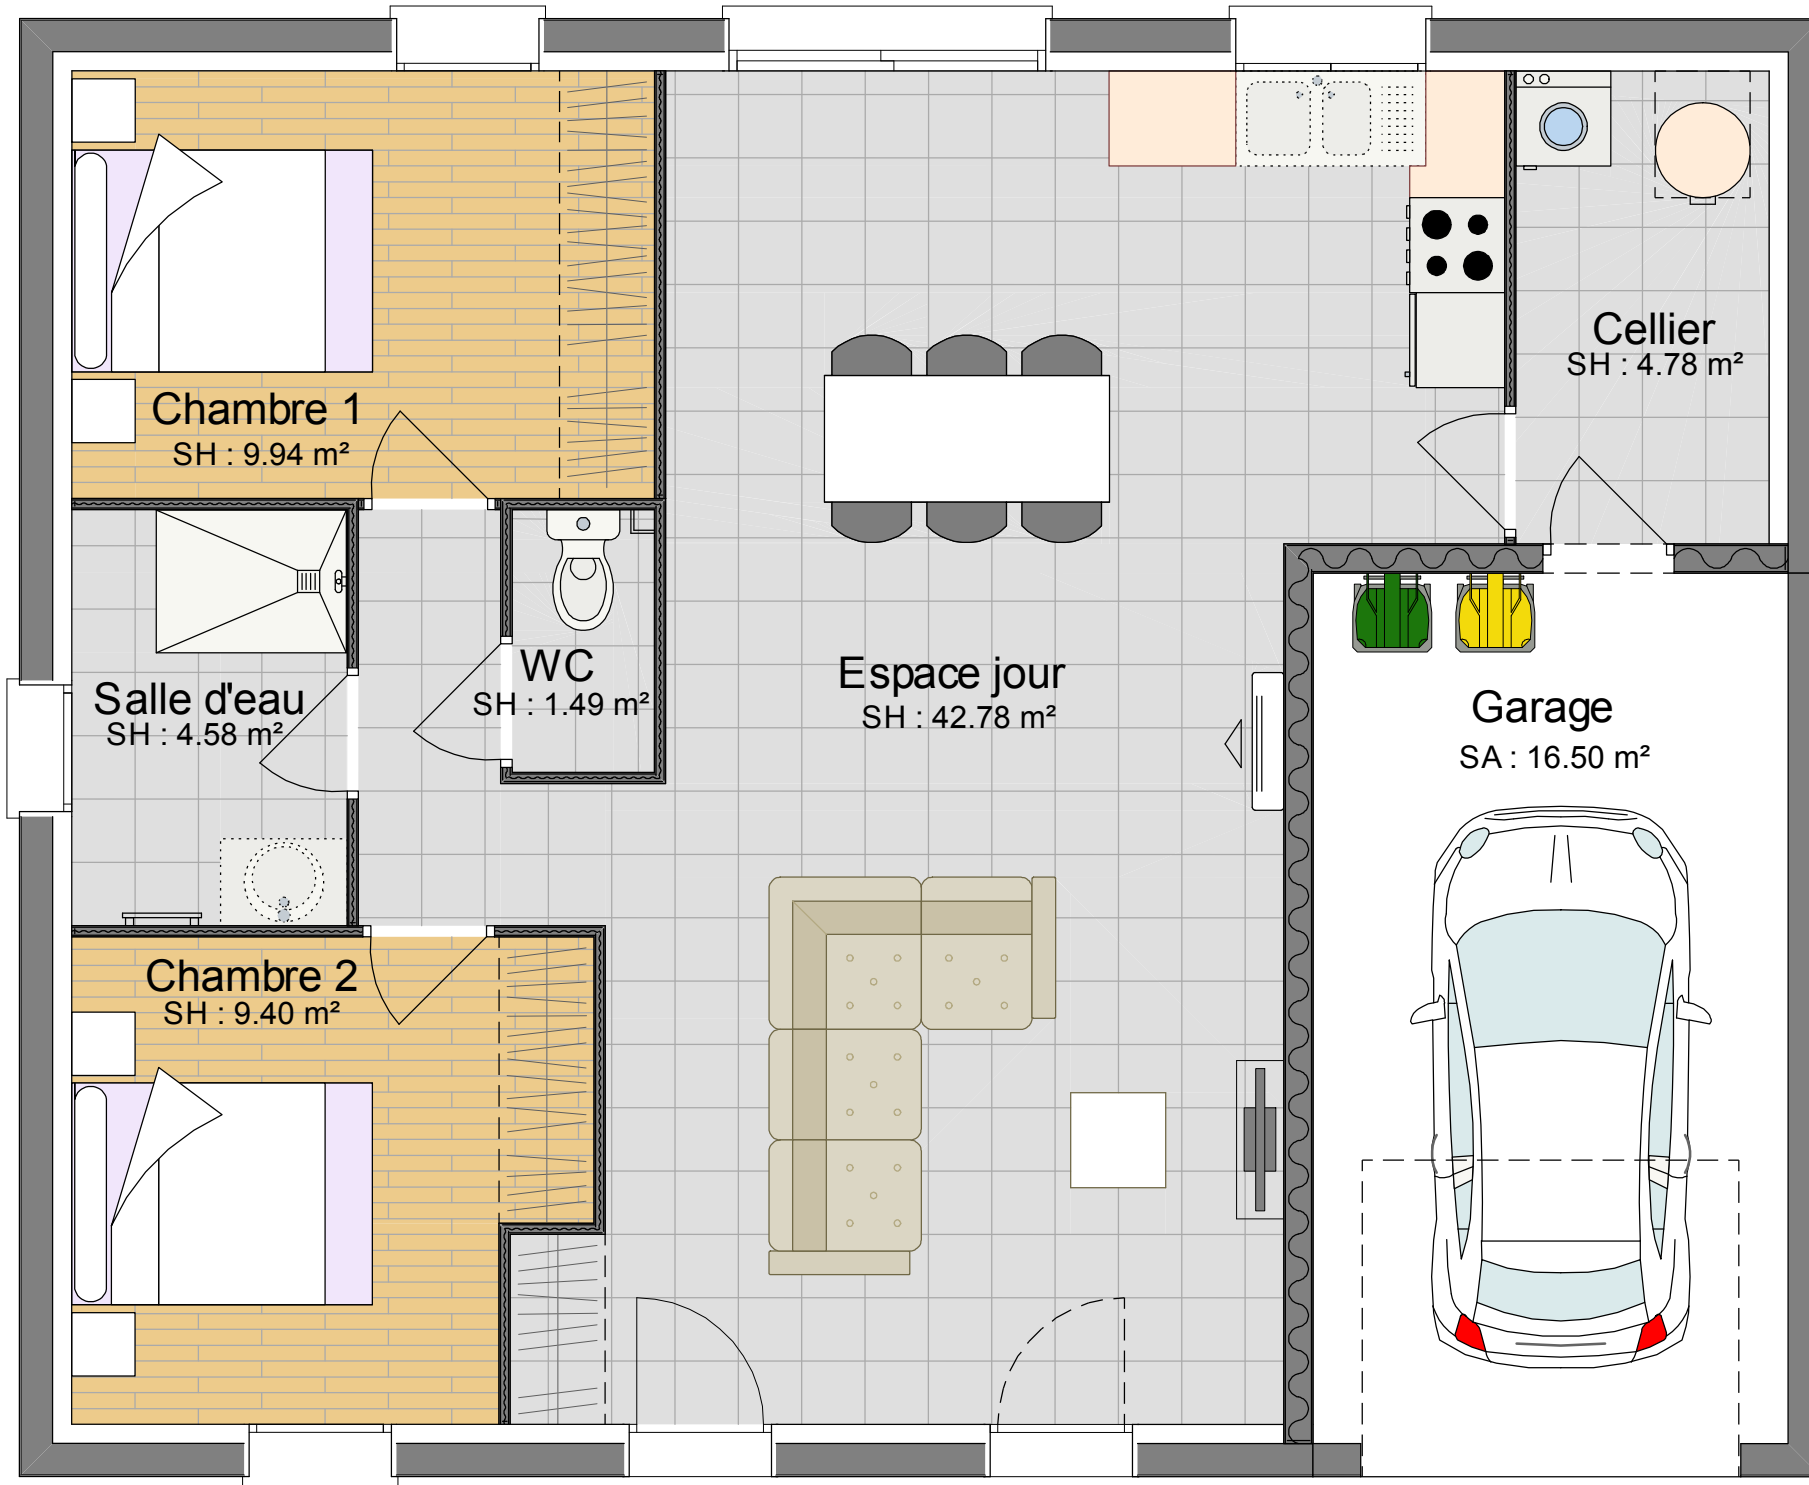 Chambre 1
SH : 9.94 m²
Cellier
SH : 4.78 m²
WC
SH : 1.49 m²
Salle d'eau
SH : 4.58 m²
Espace jour
SH : 42.78 m²
Garage
SA : 16.50 m²
Chambre 2
SH : 9.40 m²